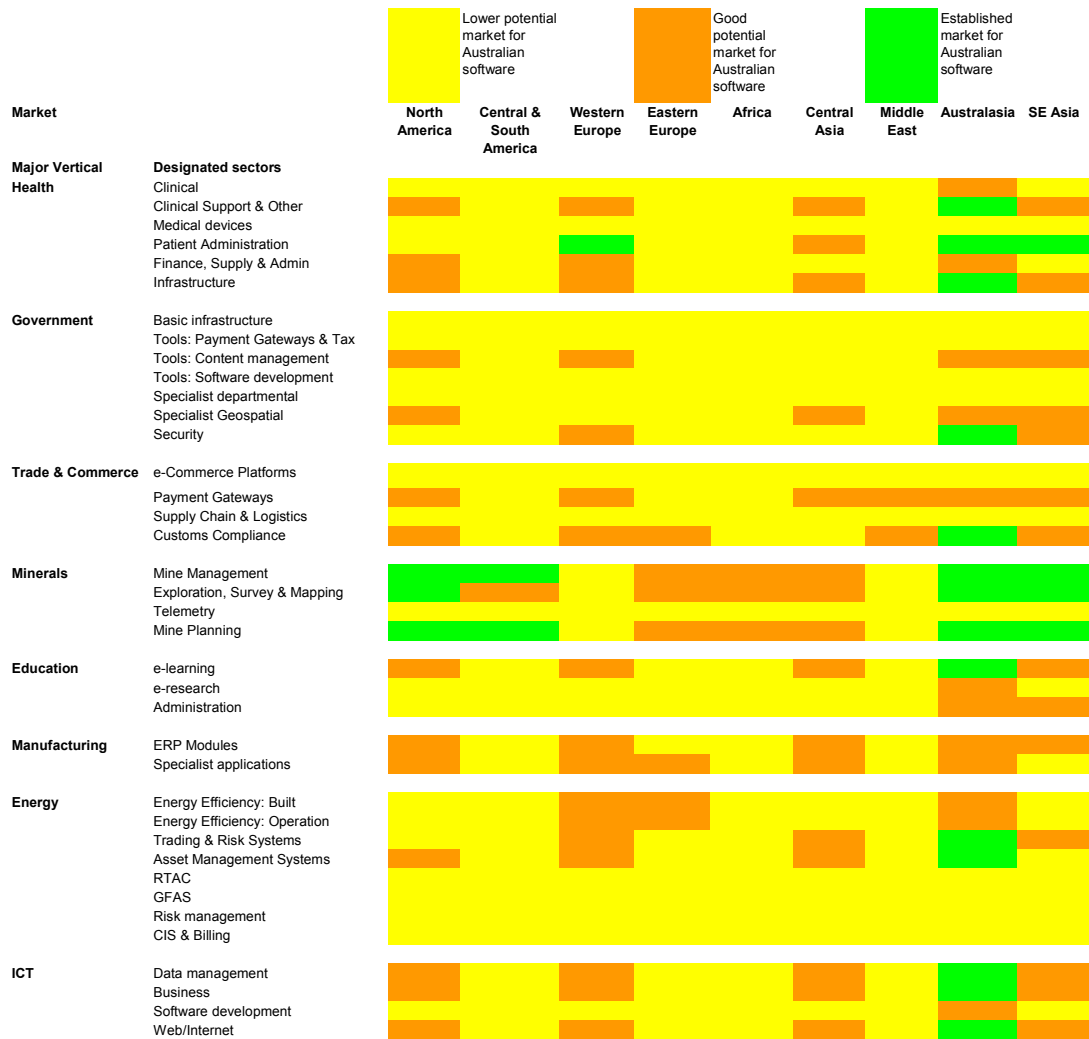 Lower potential
market for
Australian
software
Good
potential
market for
Australian
software
Established
market for
Australian
software
Market North America Central & South America Western Europe Eastern Europe Africa Central Asia Middle East Australasia SE Asia
Major Vertical Designated sectors
Health Clinical
Clinical Support & Other
Medical devices
Patient Administration
Finance, Supply & Admin
Infrastructure
Government Basic infrastructure
Tools: Payment Gateways & Tax
Tools: Content management
Tools: Software development
Specialist departmental
Specialist Geospatial
Security
Trade & Commerce e-Commerce Platforms
Payment Gateways
Supply Chain & Logistics
Customs Compliance
Minerals Mine Management
Exploration, Survey & Mapping
Telemetry
Mine Planning
Education e-learning
e-research
Administration
Manufacturing ERP Modules
Specialist applications
Energy Energy Efficiency: Built
Energy Efficiency: Operation
Trading & Risk Systems
Asset Management Systems
RTAC
GFAS
Risk management
CIS & Billing
ICT Data management
Business
Software development
Web/Internet